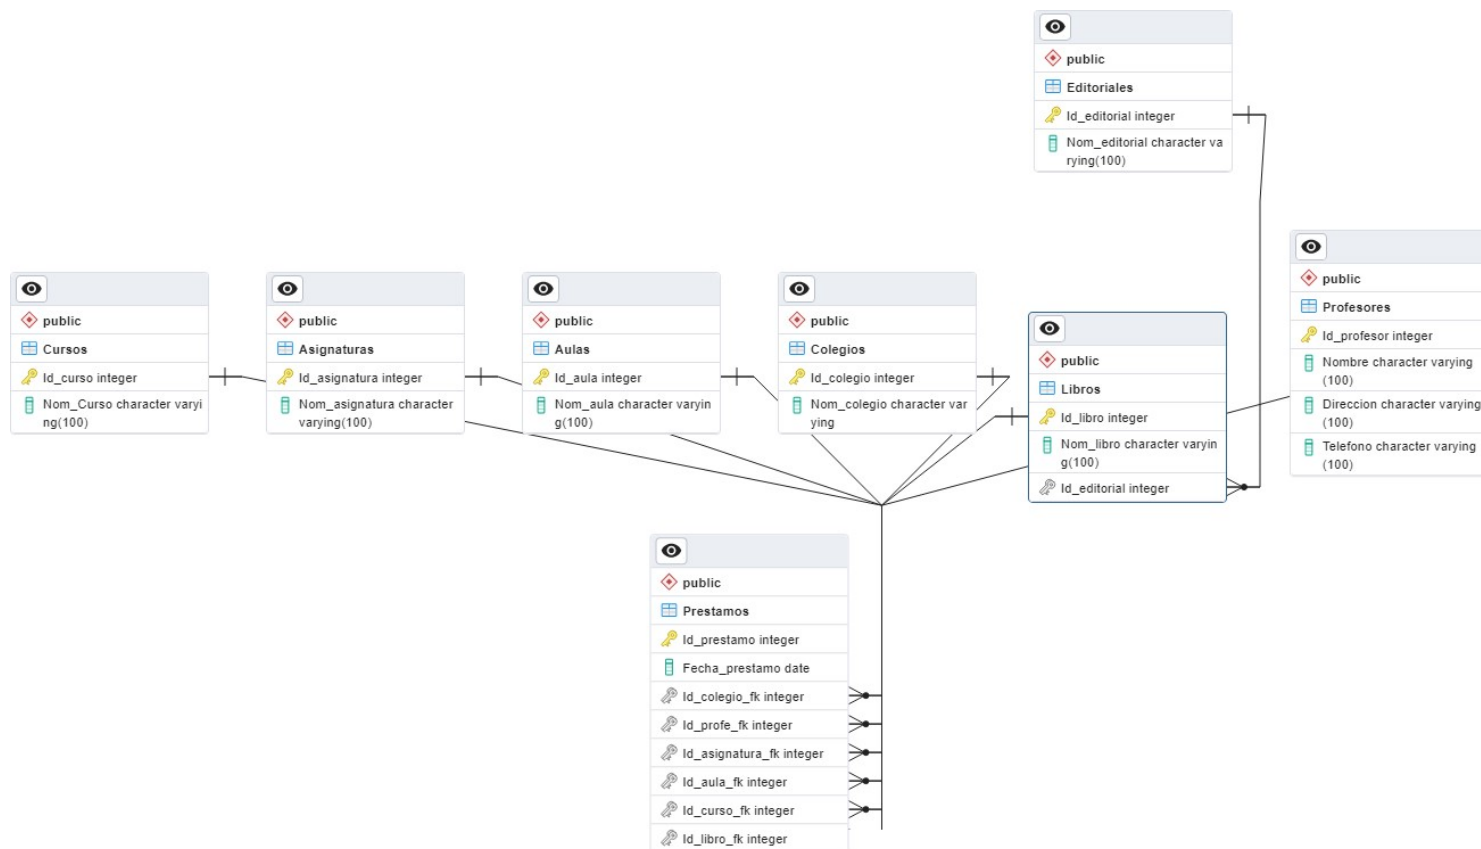 public
Editoriales
Id_editorial integer
Nom_editorial character va
rying(100)
public
Cursos
Id_curso integer
Nom_Curso character varyi
ng(100)
public
Asignaturas
Id_asignatura integer
Nom_asignatura character
varying(100)
public
Aulas
Id_aula integer
Nom_aula character varyin
g(100)
public
Colegios
Id_colegio integer
Nom_colegio character var
ying
public
Libros
Id_libro integer
Nom_libro character varyin
g(100)
Id_editorial integer
public
Profesores
Id_profesor integer
Nombre character varying
(100)
Direccion character varying
(100)
Telefono character varying
(100)
public
Prestamos
Id_prestamo integer
Fecha_prestamo date
Id_colegio_fk integer
Id_profe_fk integer
Id_asignatura_fk integer
Id_aula_fk integer
Id_curso_fk integer
Id_libro_fk integer